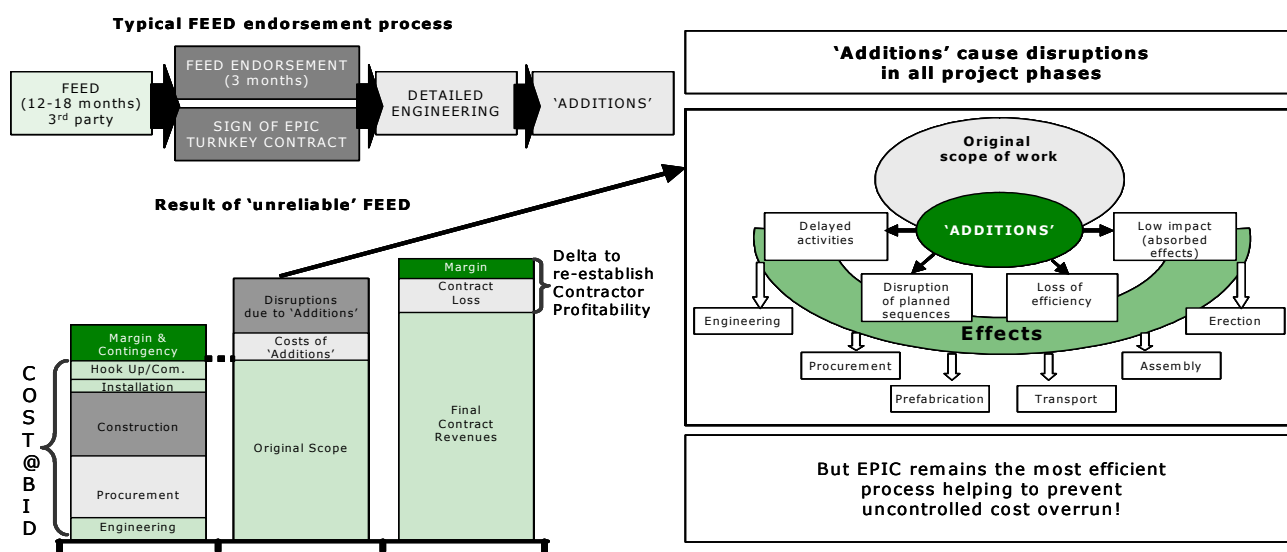 Typical FEED endorsement process
FEED
(12-18 months)
3rd party
FEED ENDORSEMENT
(3 months)
SIGN OF EPIC
TURNKEY CONTRACT
DETAILED
ENGINEERING
‘ADDITIONS’
Result of ‘unreliable’ FEED
COST@BID
Margin &
Contingency
Hook Up/Com.
Installation
Construction
Procurement
Engineering
Disruptions
due to ‘Additions’
Costs of
‘Additions’
Original Scope
Margin
Contract
Loss
Final
Contract
Revenues
Delta to
re-establish
Contractor
Profitability
‘Additions’ cause disruptions
in all project phases
Original
scope of work
‘ADDITIONS’
Delayed
activities
Low impact
(absorbed
effects)
Disruption
of planned
sequences
Loss of
efficiency
Effects
Engineering
Procurement
Prefabrication
Transport
Assembly
Erection
But EPIC remains the most efficient
process helping to prevent
uncontrolled cost overrun!